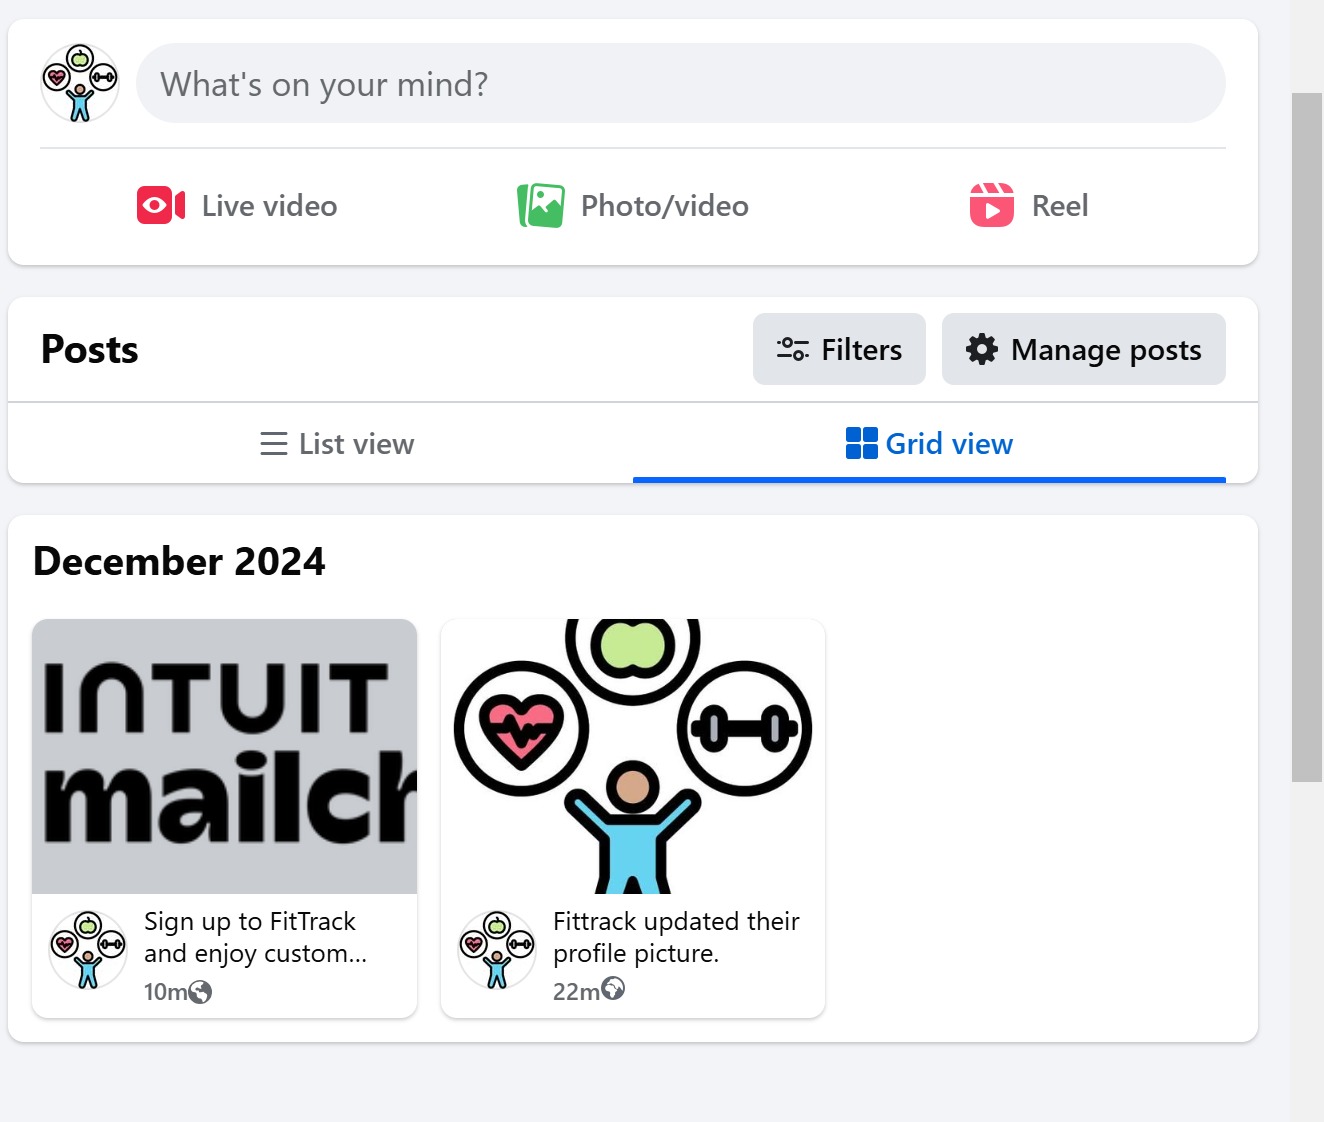 What's on your mind?
Live video
Photo/video
Reel
Posts
Filters
Manage posts
List view
Grid view
December 2024
INTUIT
mailch
Sign up to FitTrack
and enjoy custom...
10m
Fittrack updated their
profile picture.
22m